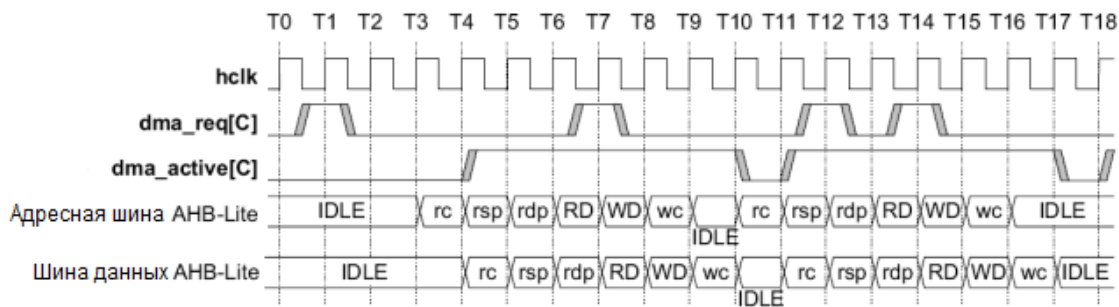 T0 T1 T2 T3 T4 T5 T6 T7 T8 T9 T10 T11 T12 T13 T14 T15 T16 T17 T18
hclk
dma_req[C]
dma_active[C]
Адресная шина AHB-Lite IDLE rc rsp rdp RD WD wc IDLE rc rsp rdp RD WD wc IDLE
Шина данных AHB-Lite IDLE rc rsp rdp RD WD wc IDLE rc rsp rdp RD WD wc IDLE